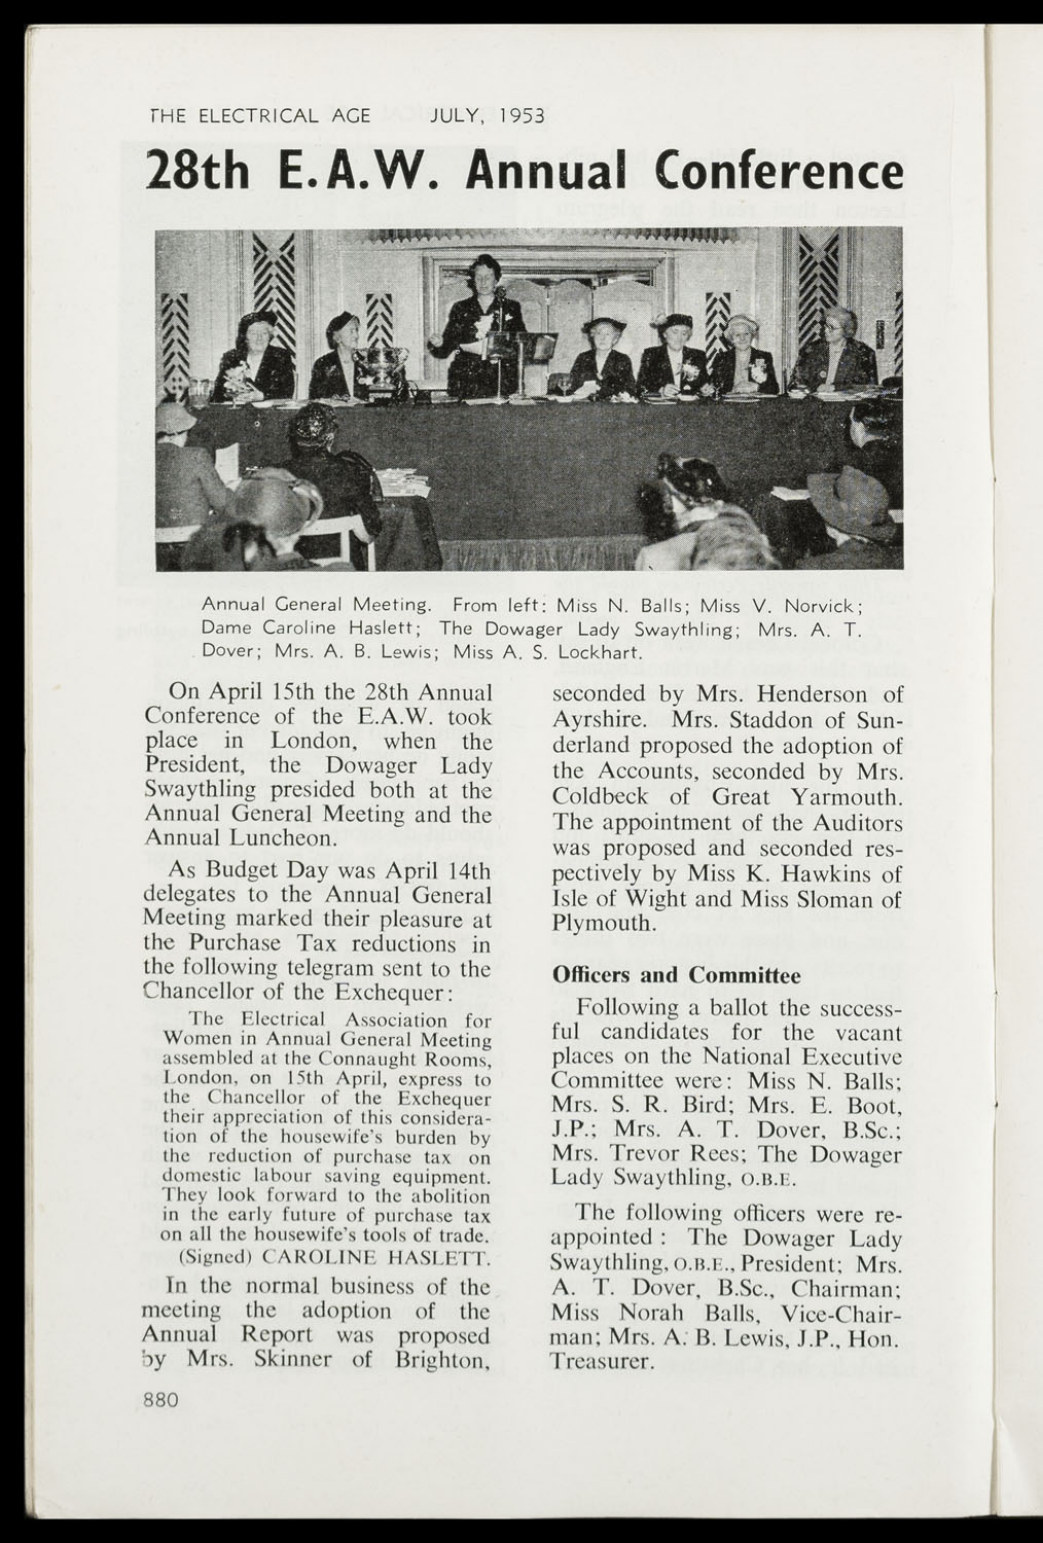 THE ELECTRICAL AGE JULY, 1953
28th E.A.W. Annual Conference
Annual General Meeting. From left: Miss N. Balls; Miss V. Norvick;
Dame Caroline Haslett; The Dowager Lady Swaythling; Mrs. A. T.
Dover; Mrs. A. B. Lewis; Miss A. S. Lockhart.
On April 15th the 28th Annual
Conference of the E.A.W. took
place in London, when the
President, the Dowager Lady
Swaythling presided both at the
Annual General Meeting and the
Annual Luncheon.
As Budget Day was April 14th
delegates to the Annual General
Meeting marked their pleasure at
the Purchase Tax reductions in
the following telegram sent to the
Chancellor of the Exchequer:
The Electrical Association for
Women in Annual General Meeting
assembled at the Connaught Rooms,
London, on 15th April, express to
the Chancellor of the Exchequer
their appreciation of this considera-
tion of the housewife's burden by
the reduction of purchase tax on
domestic labour saving equipment.
They look forward to the abolition
in the early future of purchase tax
on all the housewife's tools of trade.
(Signed) CAROLINE HASLETT.
In the normal business of the
meeting the adoption of the
Annual Report was proposed
by Mrs. Skinner of Brighton,
seconded by Mrs. Henderson of
Ayrshire. Mrs. Staddon of Sun-
derland proposed the adoption of
the Accounts, seconded by Mrs.
Coldbeck of Great Yarmouth.
The appointment of the Auditors
was proposed and seconded res-
pectively by Miss K. Hawkins of
Isle of Wight and Miss Sloman of
Plymouth.
Officers and Committee
Following a ballot the success-
ful candidates for the vacant
places on the National Executive
Committee were: Miss N. Balls;
Mrs. S. R. Bird; Mrs. E. Boot,
J.P.; Mrs. A. T. Dover, B.Sc.;
Mrs. Trevor Rees; The Dowager
Lady Swaythling, O.B.E.
The following officers were re-
appointed : The Dowager Lady
Swaythling, O.B.E., President; Mrs.
A. T. Dover, B.Sc., Chairman;
Miss Norah Balls, Vice-Chair-
man; Mrs. A. B. Lewis, J.P., Hon.
Treasurer.
880